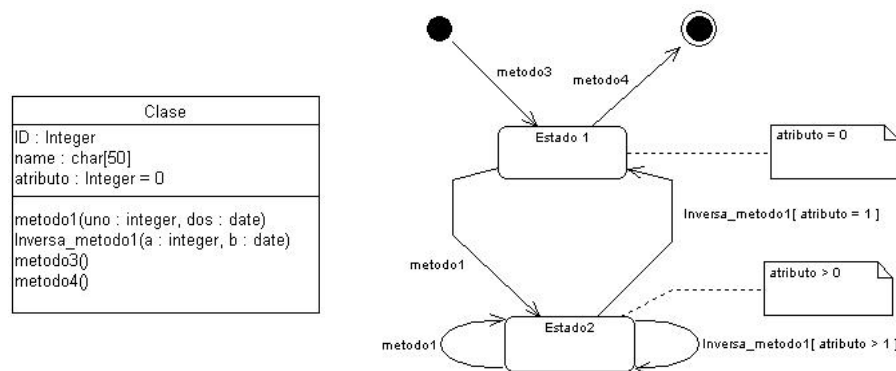 Clase
ID : Integer
name : char[50]
atributo : Integer = 0
metodo1(uno : integer, dos : date)
Inversa_metodo1(a : integer, b : date)
metodo3()
metodo4()
metodo3
metodo4
Estado 1
atributo = 0
metodo1
Inversa_metodo1[ atributo = 1 ]
atributo > 0
Estado2
metodo1
Inversa_metodo1[ atributo > 1 ]